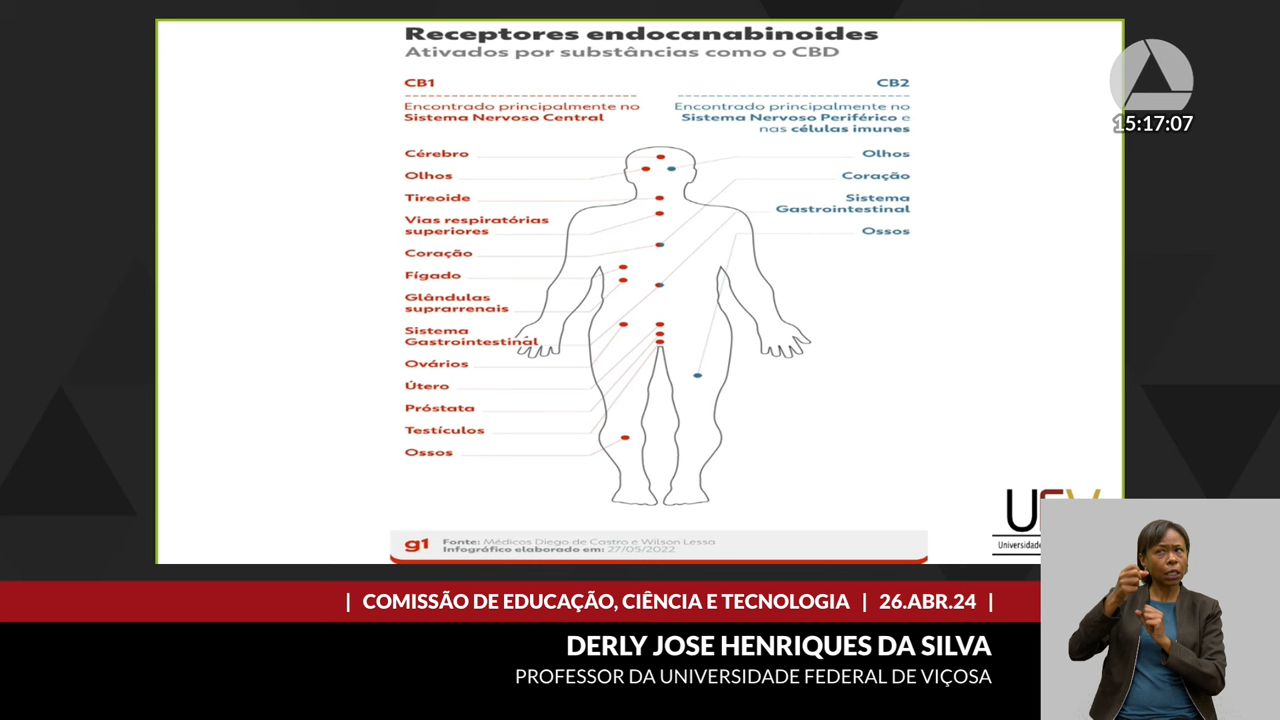 Receptores endocanabinoides
Ativados por substâncias como o CBD
CB1
Encontrado principalmente no
Sistema Nervoso Central
Cérebro
Olhos
Tireoide
Vias respiratórias
superiores
Coração
Fígado
Glândulas
suprarrenais
Sistema
Gastrointestinal
Ovários
Útero
Próstata
Testículos
Ossos
CB2
Encontrado principalmente no
Sistema Nervoso Periférico e
nas células imunes
Olhos
Coração
Sistema
Gastrointestinal
Ossos
15:17:07
g1
Fonte: Médicos Diego de Castro e Wilson Lessa
Infográfico elaborado em: 27/05/2022
UFV
Universidade
| COMISSÃO DE EDUCAÇÃO, CIÊNCIA E TECNOLOGIA | 26.ABR.24 |
DERLY JOSE HENRIQUES DA SILVA
PROFESSOR DA UNIVERSIDADE FEDERAL DE VIÇOSA